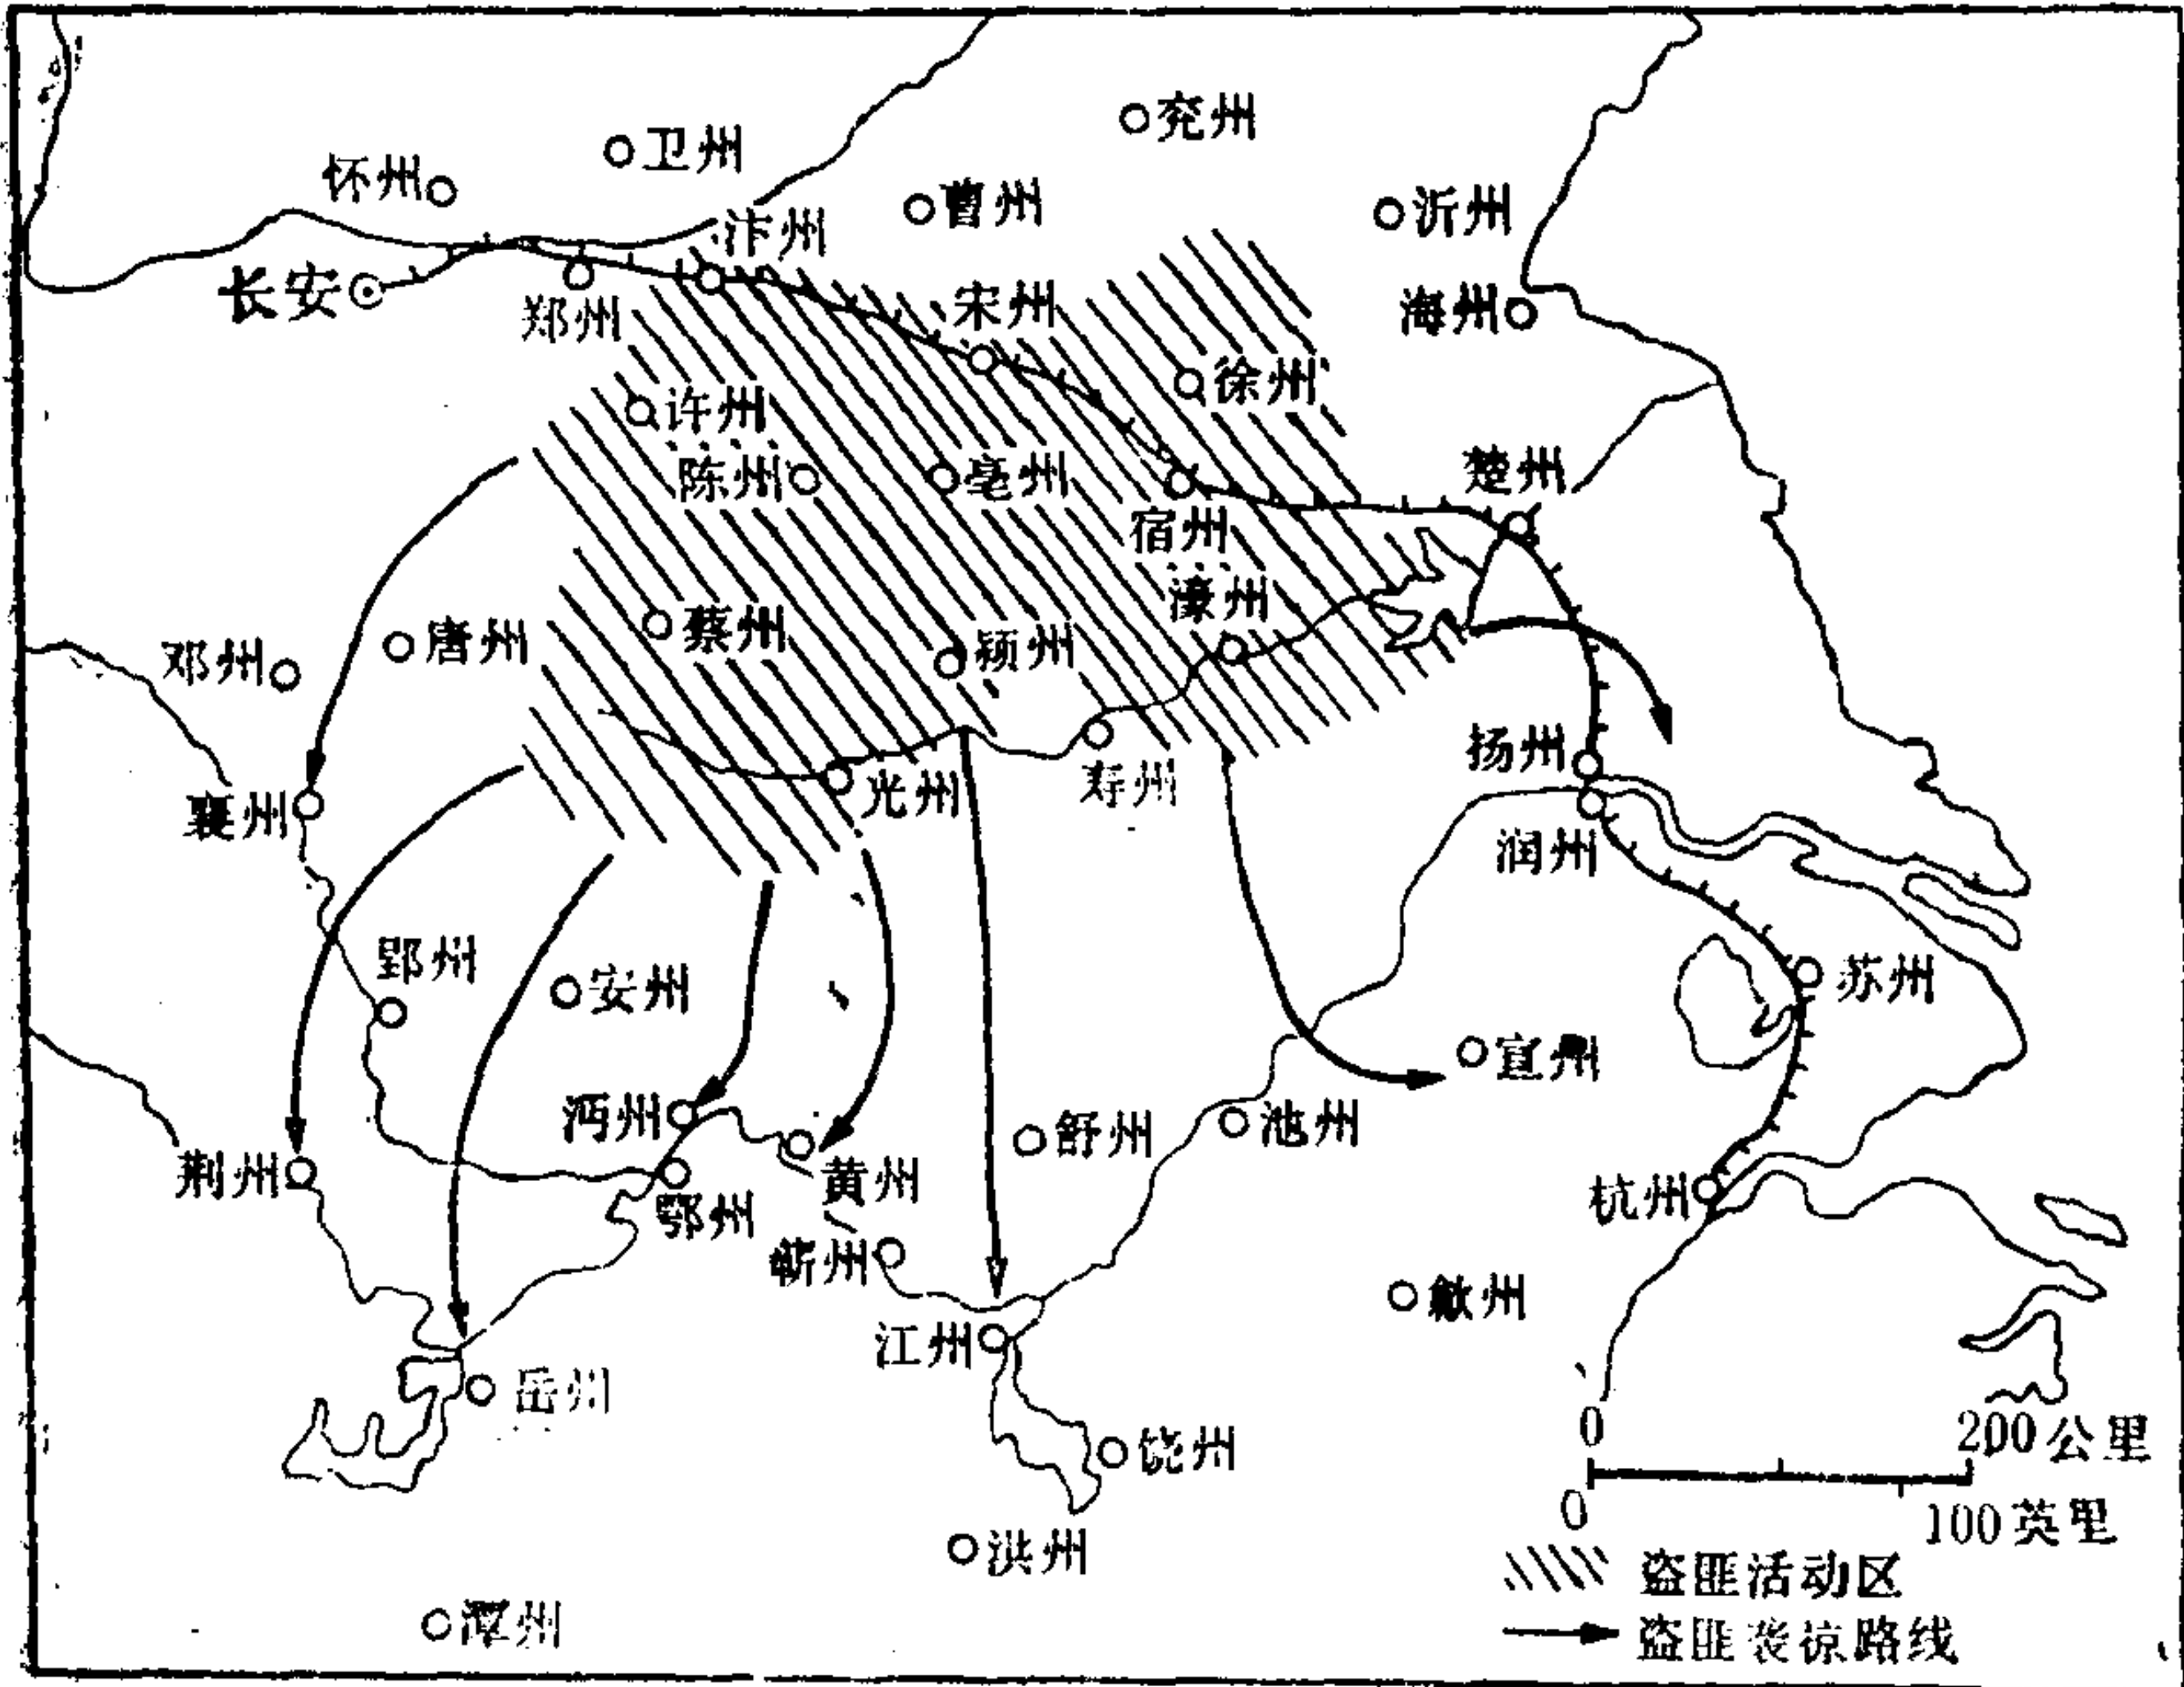 兖州
卫州
怀州
曹州
沂州
汴州
长安
郑州
宋州
海州
徐州
许州
陈州
亳州
楚州
宿州
濠州
蔡州
颍州
唐州
邓州
扬州
襄州
光州
寿州
润州
郢州
安州
苏州
宣州
沔州
舒州
池州
荆州
黄州
鄂州
杭州
蕲州
歙州
江州
岳州
饶州
0
200公里
0
100英里
洪州
盗匪活动区
潭州
盗匪袭掠路线